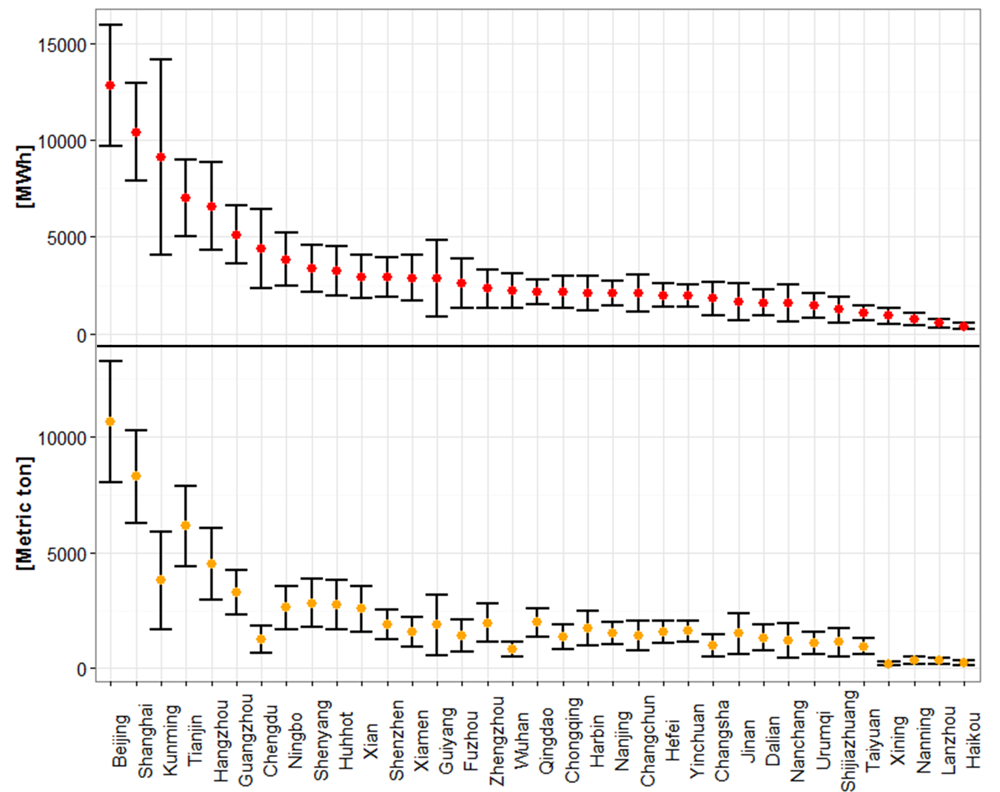 [MWh]
15000
10000
5000
0
[Metric ton]
10000
5000
0
Beijing
Shanghai
Kunming
Tianjin
Hangzhou
Guangzhou
Chengdu
Ningbo
Shenyang
Huhhot
Xian
Shenzhen
Xiamen
Guiyang
Fuzhou
Zhengzhou
Wuhan
Qingdao
Chongqing
Harbin
Nanjing
Changchun
Hefei
Yinchuan
Changsha
Jinan
Dalian
Nanchang
Urumqi
Shijiazhuang
Taiyuan
Xining
Nanning
Lanzhou
Haikou